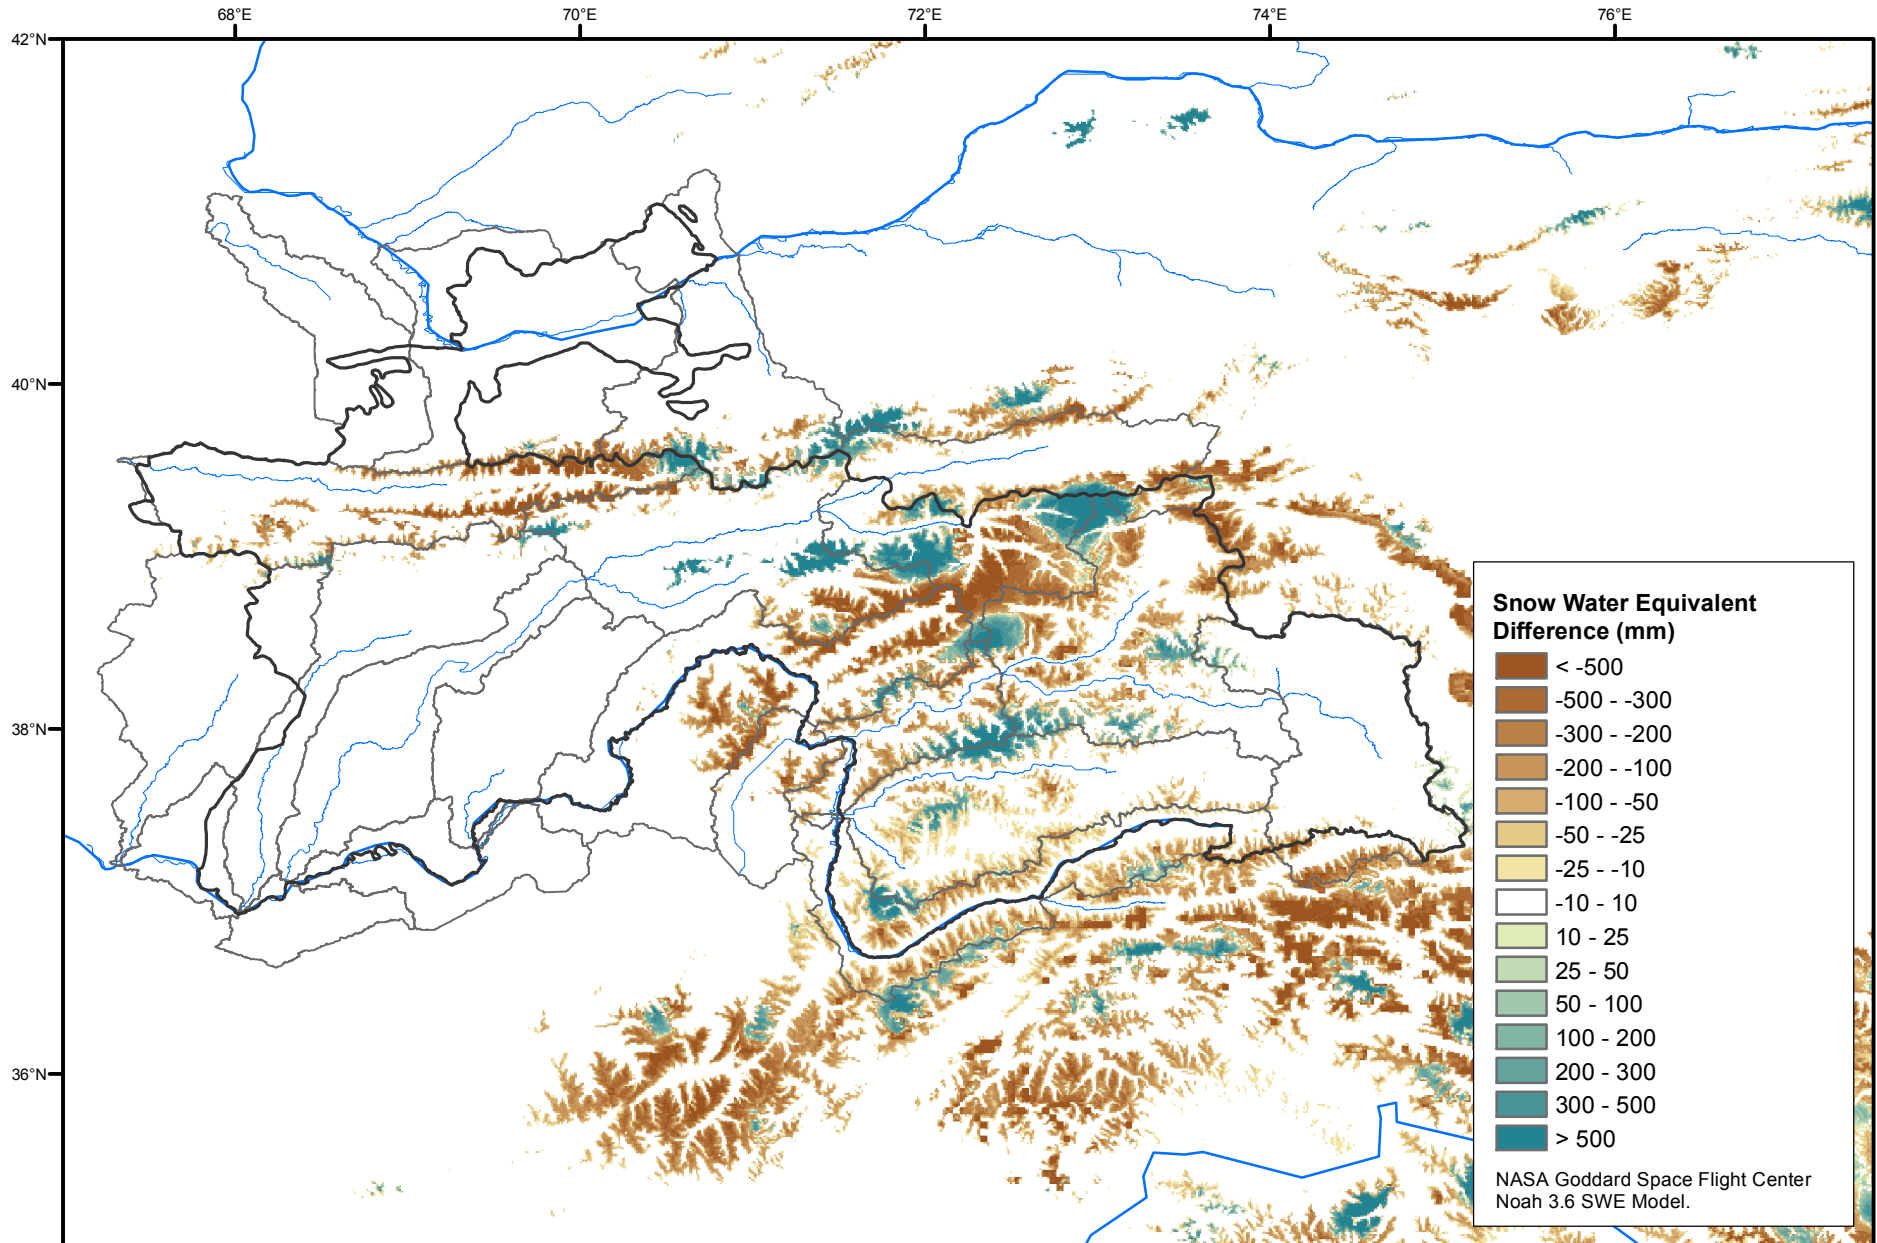 68°E
70°E
72°E
74°E
76°E
42°N
40°N
38°N
36°N
Snow Water Equivalent
Difference (mm)
< -500
-500 - -300
-300 - -200
-200 - -100
-100 - -50
-50 - -25
-25 - -10
-10 - 10
10 - 25
25 - 50
50 - 100
100 - 200
200 - 300
300 - 500
> 500
NASA Goddard Space Flight Center
Noah 3.6 SWE Model.